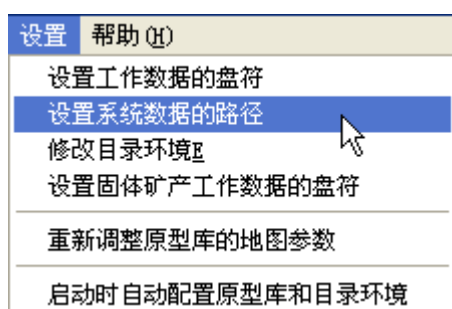 设置 帮助(H)
设置工作数据的盘符
设置系统数据的路径
修改目录环境E
设置固体矿产工作数据的盘符
重新调整原型库的地图参数
启动时自动配置原型库和目录环境